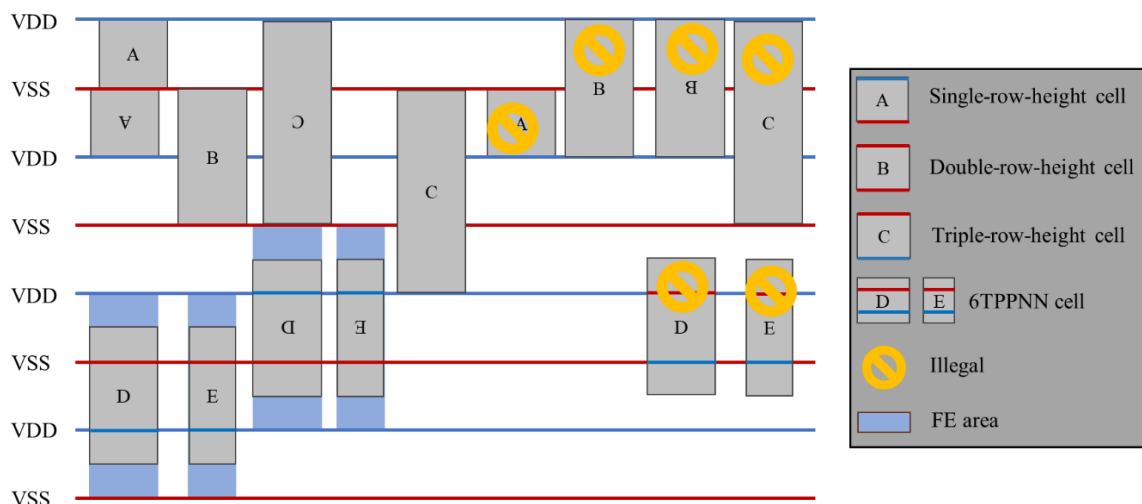 VDD
A
VSS
A
B
C
B
B
C
A
VDD
C
VSS
VDD
D
E
D
E
VSS
D
E
VDD
VSS
A Single-row-height cell
B Double-row-height cell
C Triple-row-height cell
D E 6TPPNN cell
Illegal
FE area